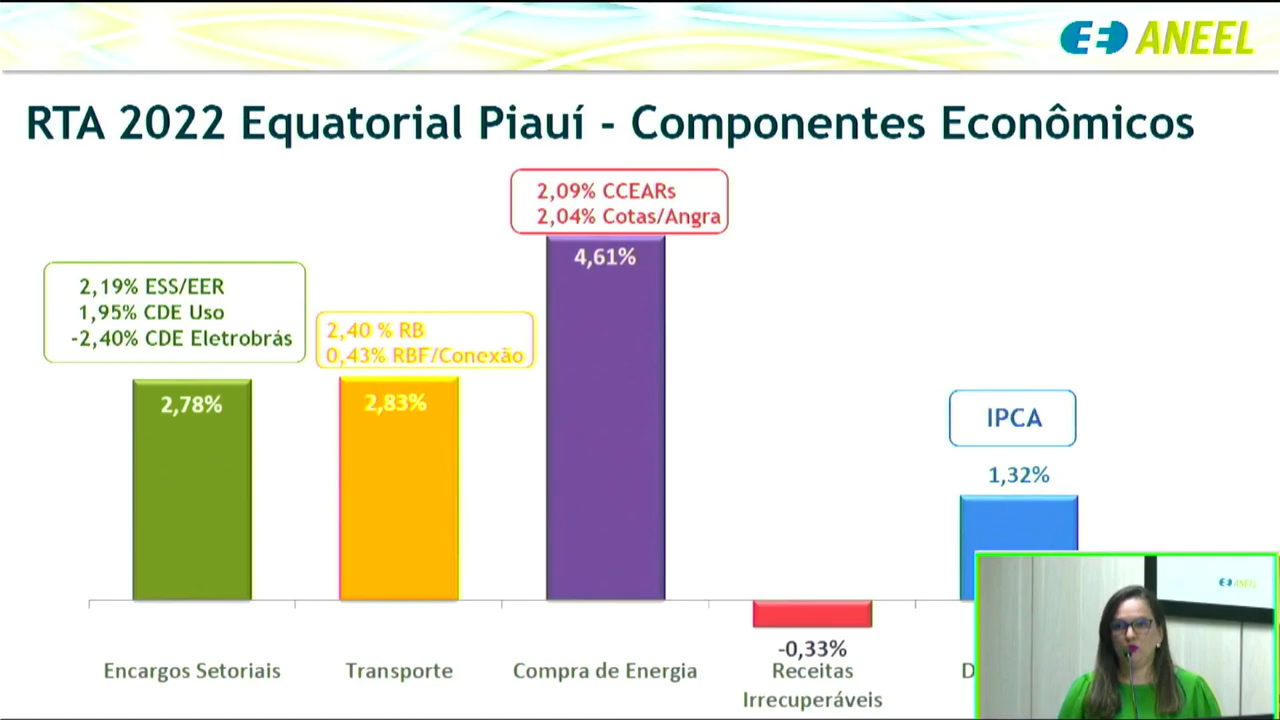 ANEEL
RTA 2022 Equatorial Piauí - Componentes Econômicos
2,09% CCEARs
2,04% Cotas/Angra
4,61%
2,19% ESS/EER
1,95% CDE Uso
-2,40% CDE Eletrobrás
2,40 % RB
0,43% RBF/Conexão
2,78%
2,83%
IPCA
1,32%
-0,33%
Encargos Setoriais
Transporte
Compra de Energia
Receitas
Irrecuperáveis
ANEEL